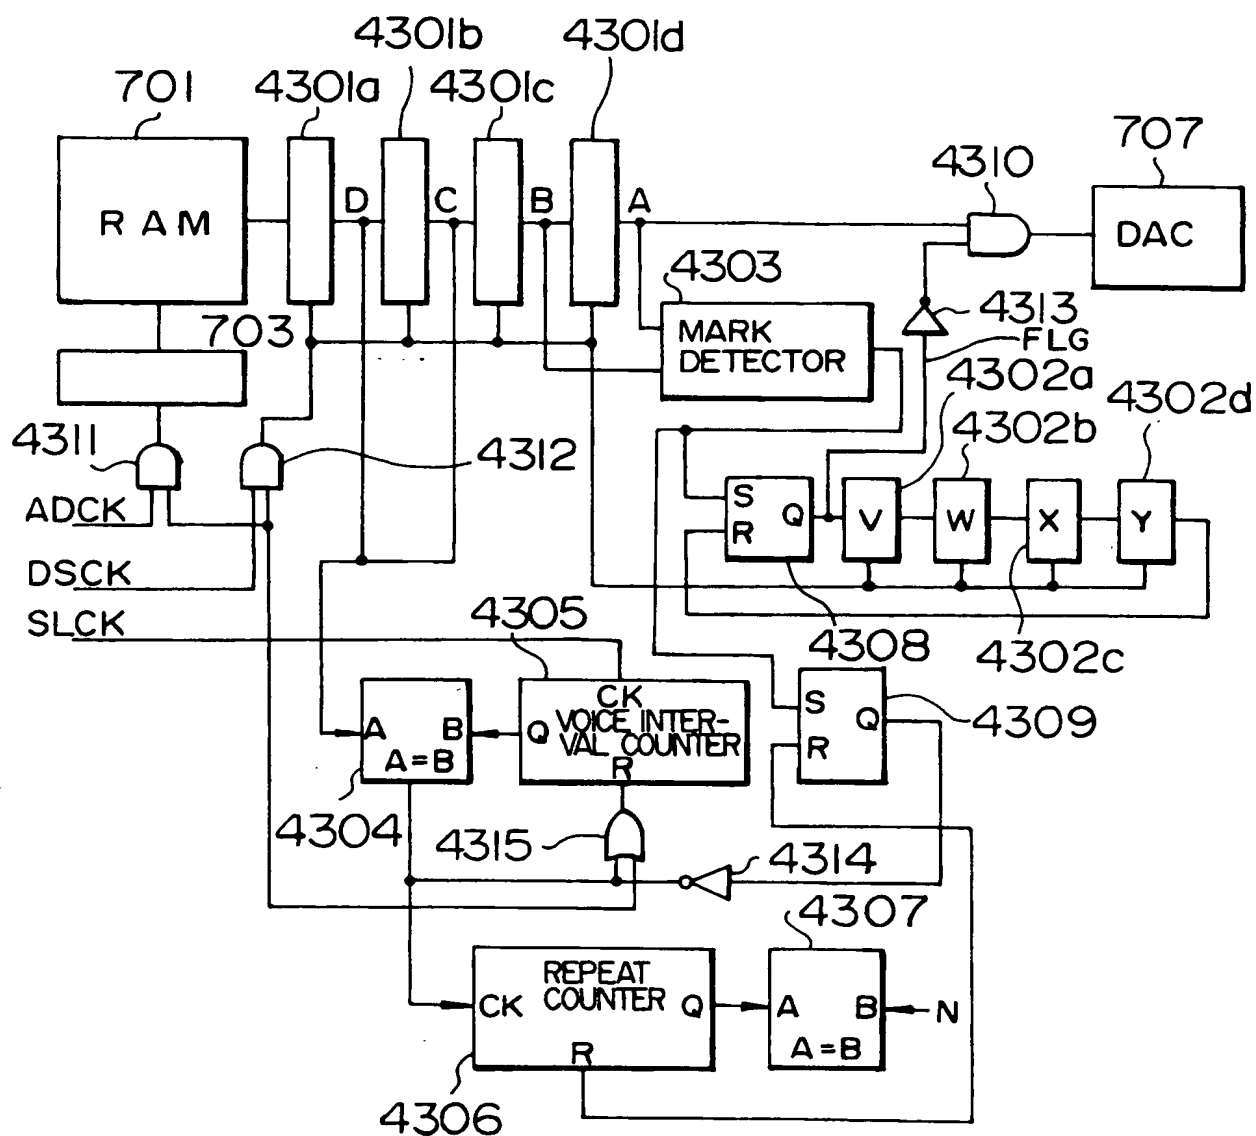 4301b
4301d
701
4301a
4301c
707
4310
RAM
D
C
B
A
DAC
4303
703
MARK
DETECTOR
4313
FLG
4302a
4302d
4302b
4311
4312
S
R
Q
V
W
X
Y
ADCK
DSCK
SLCK
4305
4308
4302c
CK
VOICE INTER-
VAL COUNTER
Q
R
A
B
A=B
S
R
Q
4309
4304
4315
4314
4307
REPEAT
COUNTER
CK
Q
R
A
B
A=B
N
4306